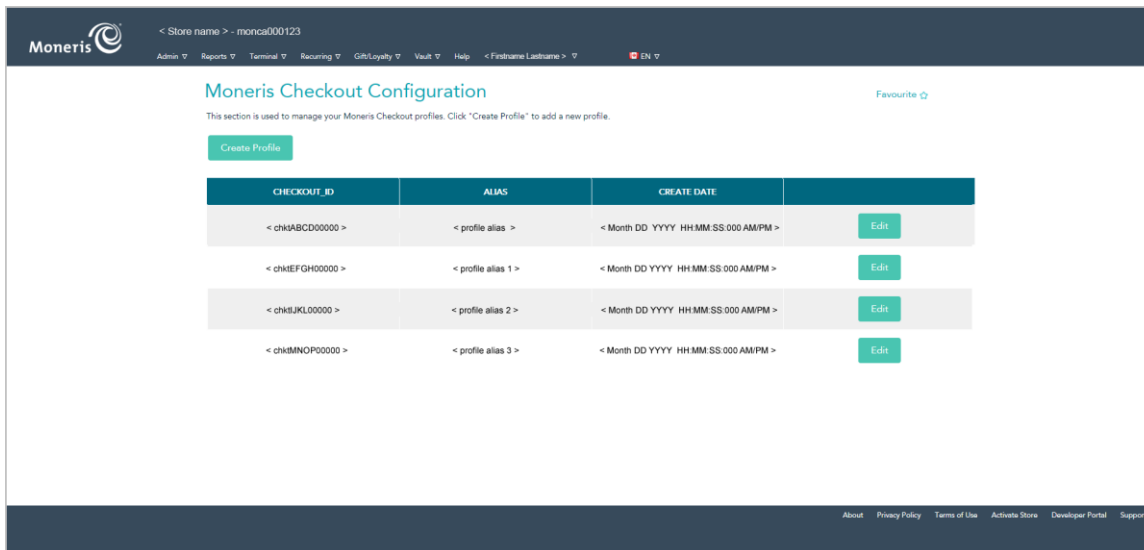 Moneris
< Store name > - monca000123
Admin Reports Terminal Recurring Gift/Loyalty Vault Help < Firstname Lastname > EN
Moneris Checkout Configuration
Favourite
This section is used to manage your Moneris Checkout profiles. Click "Create Profile" to add a new profile.
Create Profile
CHECKOUT_ID ALIAS CREATE DATE
< chktABCD00000 > < profile alias > < Month DD YYYY HH:MM:SS:000 AM/PM > Edit
< chktEFGH00000 > < profile alias 1 > < Month DD YYYY HH:MM:SS:000 AM/PM > Edit
< chktIJKL00000 > < profile alias 2 > < Month DD YYYY HH:MM:SS:000 AM/PM > Edit
< chktMNOP00000 > < profile alias 3 > < Month DD YYYY HH:MM:SS:000 AM/PM > Edit
About Privacy Policy Terms of Use Activate Store Developer Portal Suppor